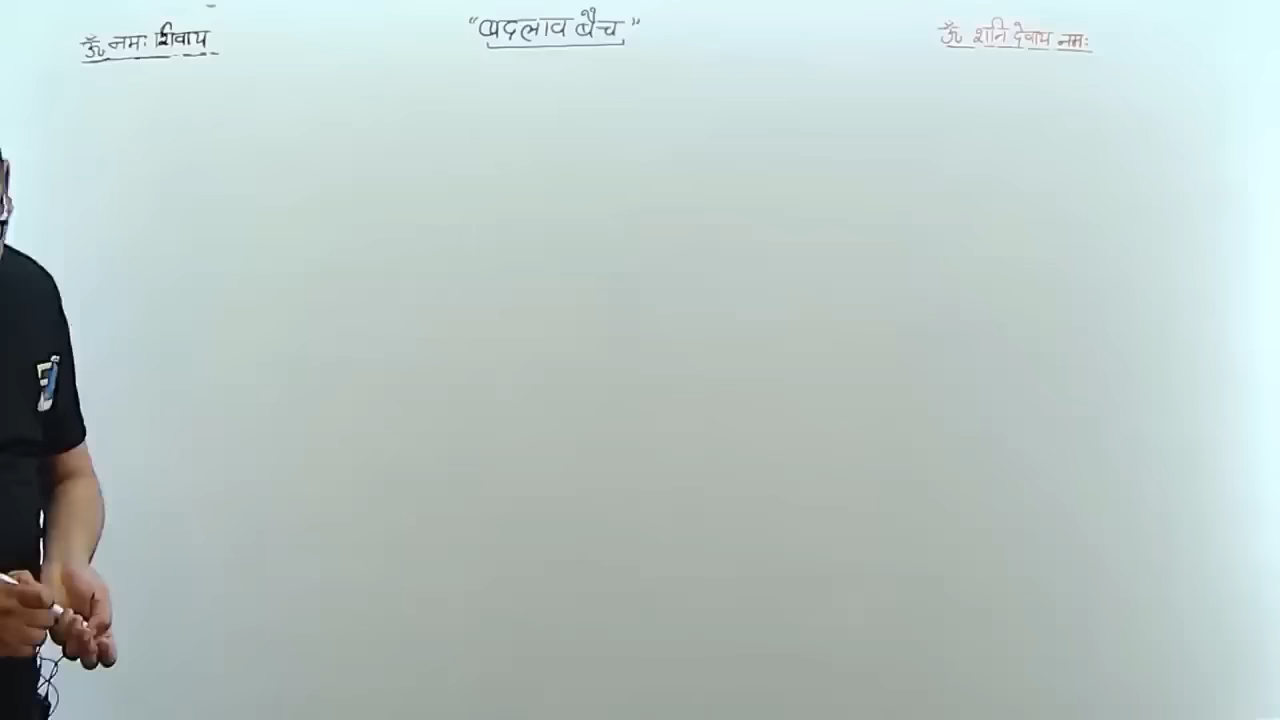 ॐ नमः शिवाय
"बदलाव बैच"
ॐ शनि देवाय नमः